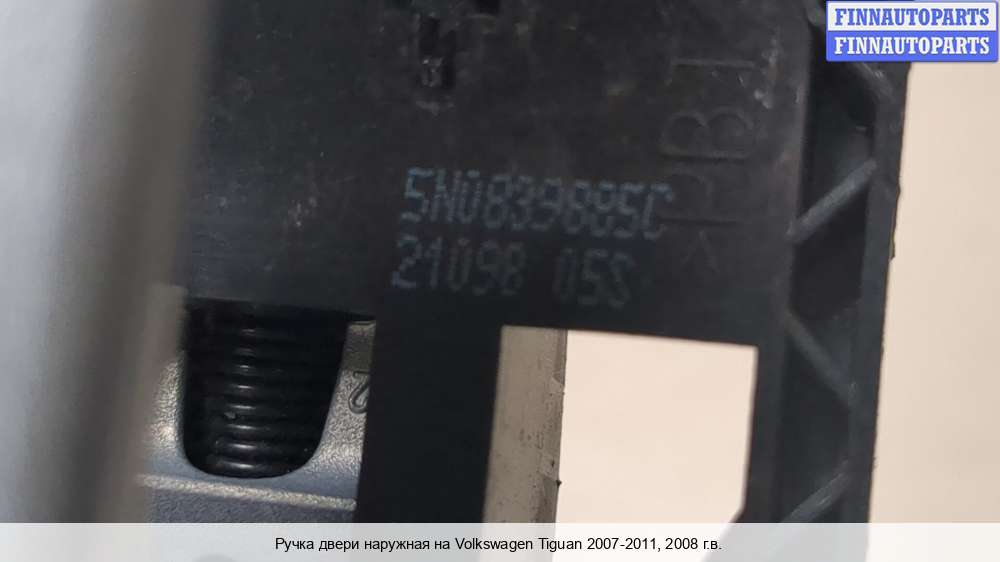 FINNAUTOPARTS
FINNAUTOPARTS
5N0839885C
21098 05S
Ручка двери наружная на Volkswagen Tiguan 2007-2011, 2008 г.в.